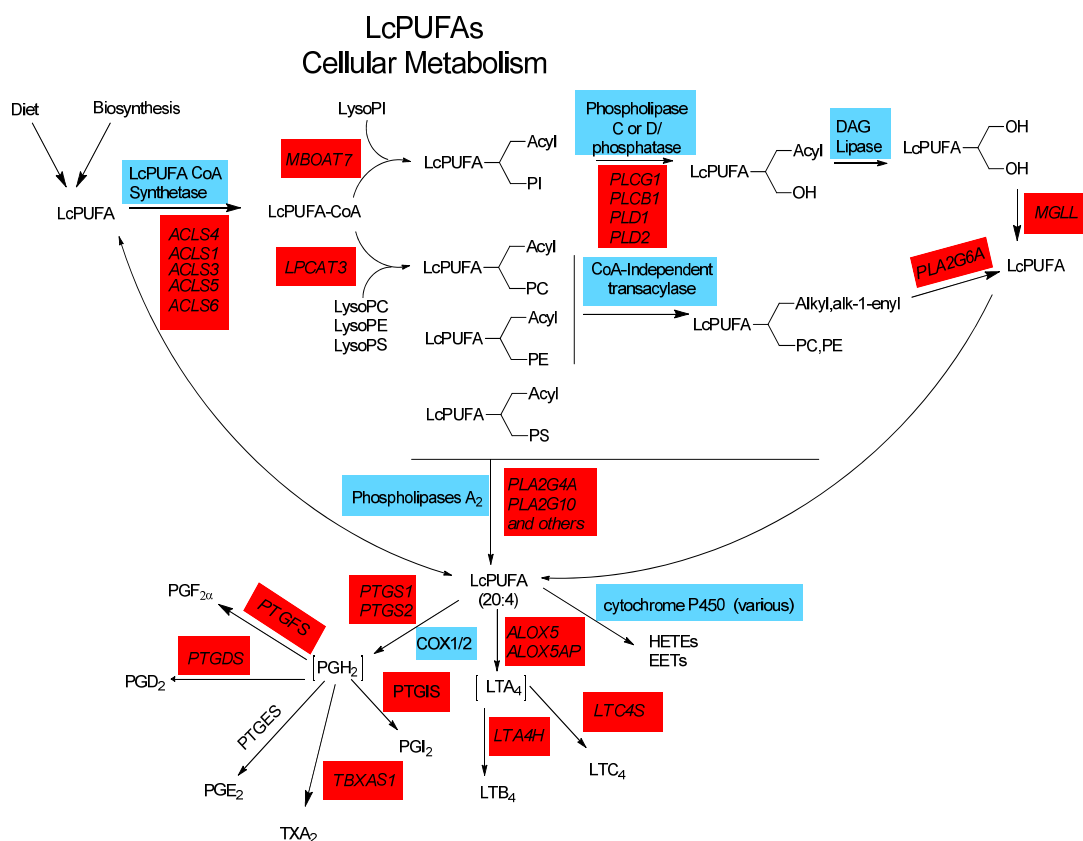 LcPUFAs
Cellular Metabolism
Diet
Biosynthesis
LcPUFA
LcPUFA CoA
Synthetase
ACLS4
ACLS1
ACLS3
ACLS5
ACLS6
LysoPI
MBOAT7
LcPUFA-CoA
LPCAT3
LysoPC
LysoPE
LysoPS
Acyl
LcPUFA
PI
Acyl
LcPUFA
PC
Acyl
LcPUFA
PE
Acyl
LcPUFA
PS
Phospholipase
C or D/
phosphatase
PLCG1
PLCB1
PLD1
PLD2
Acyl
LcPUFA
OH
DAG
Lipase
OH
LcPUFA
OH
MGLL
LcPUFA
CoA-Independent
transacylase
Alkyl,alk-1-enyl
LcPUFA
PC,PE
PLA2G6A
Phospholipases A2
PLA2G4A
PLA2G10
and others
LcPUFA
(20:4)
cytochrome P450 (various)
HETEs
EETs
PTGS1
PTGS2
COX1/2
ALOX5
ALOX5AP
PGF2α
PTGFS
PTGDS
PGD2
[PGH2]
PTGIS
PGI2
PTGES
PGE2
TBXAS1
TXA2
[LTA4]
LTA4H
LTB4
LTC4S
LTC4